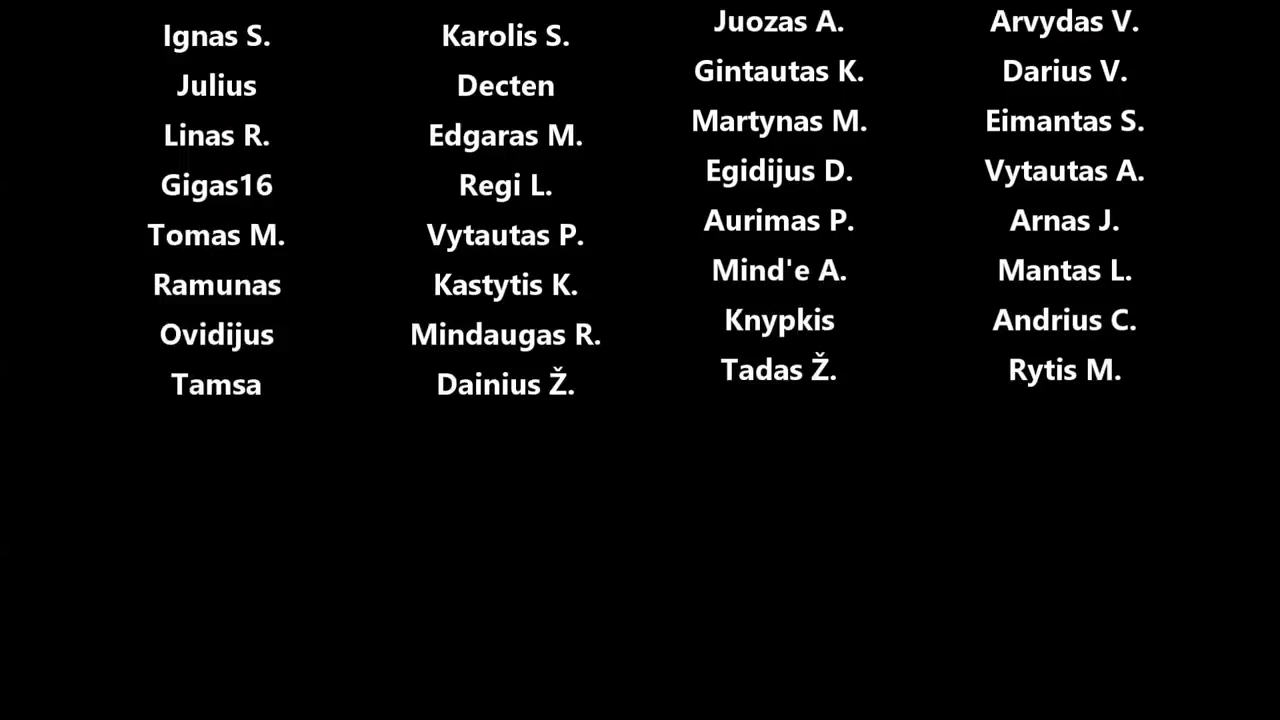 Ignas S.
Julius
Linas R.
Gigas16
Tomas M.
Ramunas
Ovidijus
Tamsa
Karolis S.
Decten
Edgaras M.
Regi L.
Vytautas P.
Kastytis K.
Mindaugas R.
Dainius Ž.
Juozas A.
Gintautas K.
Martynas M.
Egidijus D.
Aurimas P.
Mind'e A.
Knypkis
Tadas Ž.
Arvydas V.
Darius V.
Eimantas S.
Vytautas A.
Arnas J.
Mantas L.
Andrius C.
Rytis M.